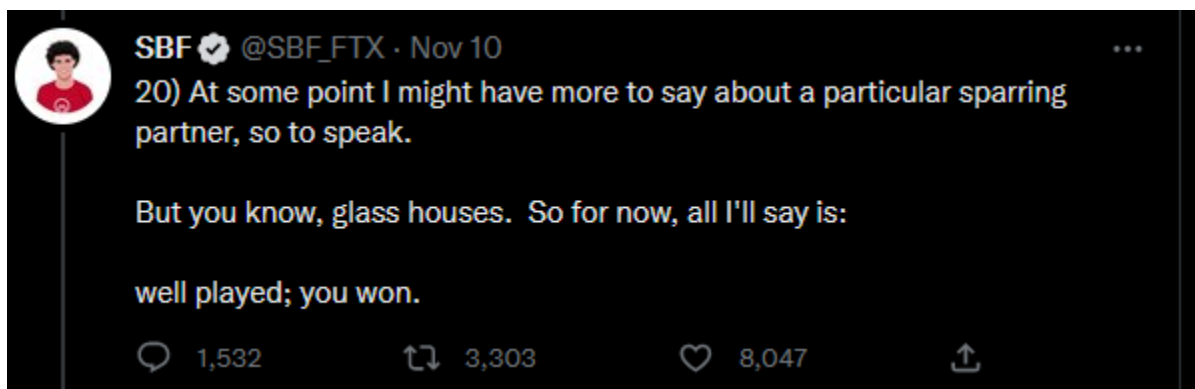 SBF @SBF_FTX · Nov 10
20) At some point I might have more to say about a particular sparring
partner, so to speak.
But you know, glass houses.  So for now, all I'll say is:
well played; you won.
1,532 3,303 8,047